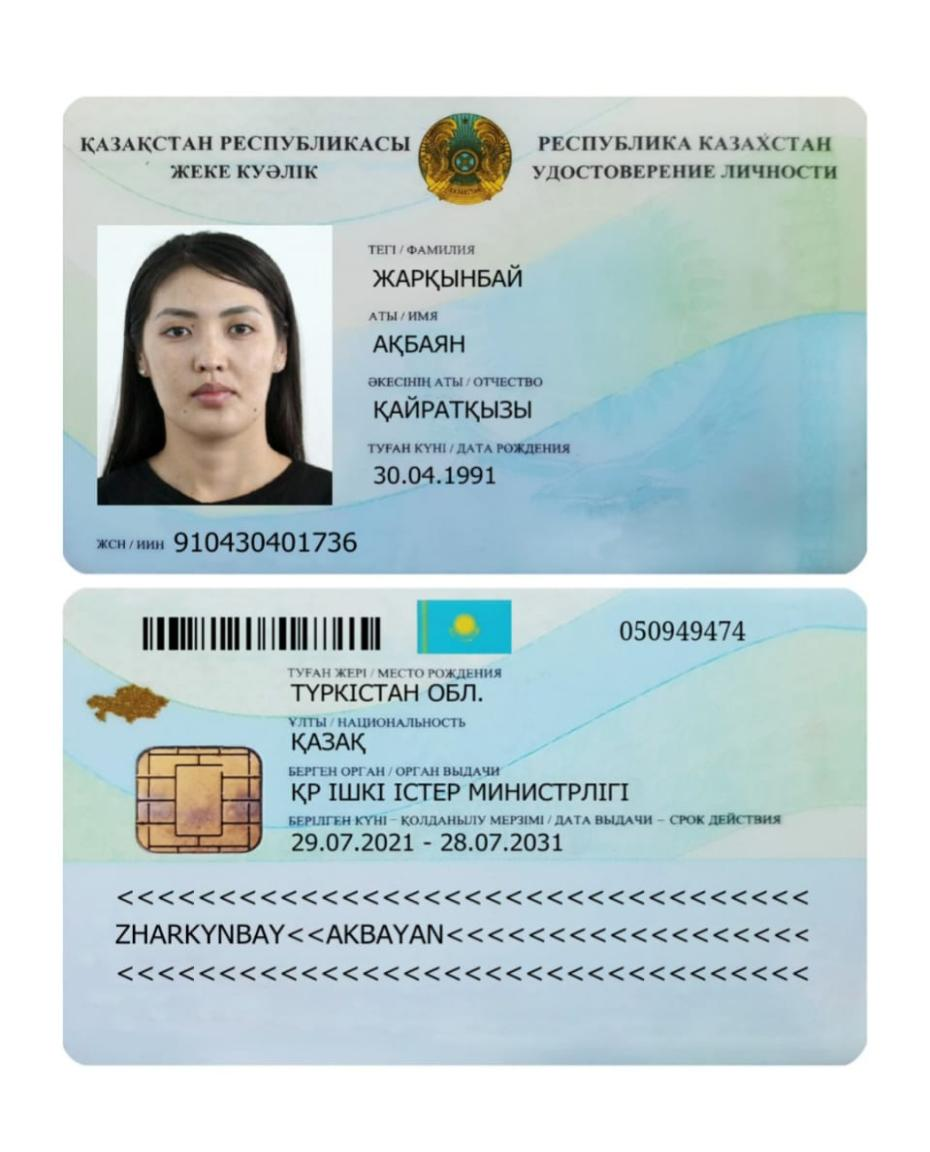 ҚАЗАҚСТАН РЕСПУБЛИКАСЫ
ЖЕКЕ КУӘЛІК
РЕСПУБЛИКА КАЗАХСТАН
УДОСТОВЕРЕНИЕ ЛИЧНОСТИ
ТЕГІ / ФАМИЛИЯ
ЖАРҚЫНБАЙ
АТЫ / ИМЯ
АҚБАЯН
ӘКЕСІНІҢ АТЫ / ОТЧЕСТВО
ҚАЙРАТҚЫЗЫ
ТУҒАН КҮНІ / ДАТА РОЖДЕНИЯ
30.04.1991
ЖСН / ИИН 910430401736
050949474
ТУҒАН ЖЕРІ / МЕСТО РОЖДЕНИЯ
ТҮРКІСТАН ОБЛ.
ҰЛТЫ / НАЦИОНАЛЬНОСТЬ
ҚАЗАҚ
БЕРГЕН ОРГАН / ОРГАН ВЫДАЧИ
ҚР ІШКІ ІСТЕР МИНИСТРЛІГІ
БЕРІЛГЕН КҮНІ – ҚОЛДАНЫЛУ МЕРЗІМІ / ДАТА ВЫДАЧИ – СРОК ДЕЙСТВИЯ
29.07.2021 - 28.07.2031
<<<<<<<<<<<<<<<<<<<<<<<<<<<<<<<<<<
ZHARKYNBAY<<AKBAYAN<<<<<<<<<<<<<<<<<<
<<<<<<<<<<<<<<<<<<<<<<<<<<<<<<<<<<